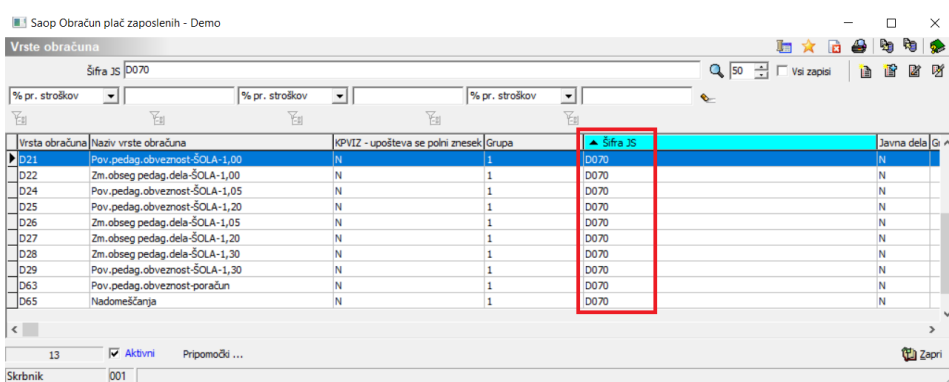 Saop Obračun plač zaposlenih - Demo
Vrste obračuna
Šifra JS D070 50 Vsi zapisi
% pr. stroškov % pr. stroškov % pr. stroškov
Vrsta obračuna Naziv vrste obračuna KPVIZ - upošteva se polni znesek Grupa Šifra JS Javna dela
D21 Pov.pedag.obveznost-ŠOLA-1,00 N 1 D070 N
D22 Zm.obseg pedag.dela-ŠOLA-1,00 N 1 D070 N
D24 Pov.pedag.obveznost-ŠOLA-1,05 N 1 D070 N
D25 Pov.pedag.obveznost-ŠOLA-1,20 N 1 D070 N
D26 Zm.obseg pedag.dela-ŠOLA-1,05 N 1 D070 N
D27 Zm.obseg pedag.dela-ŠOLA-1,20 N 1 D070 N
D28 Zm.obseg pedag.dela-ŠOLA-1,30 N 1 D070 N
D29 Pov.pedag.obveznost-ŠOLA-1,30 N 1 D070 N
D63 Pov.pedag.obveznost-poračun N 1 D070 N
D65 Nadomeščanja N 1 D070 N
13 Aktivni Pripomočki ... Zapri
Skrbnik 001